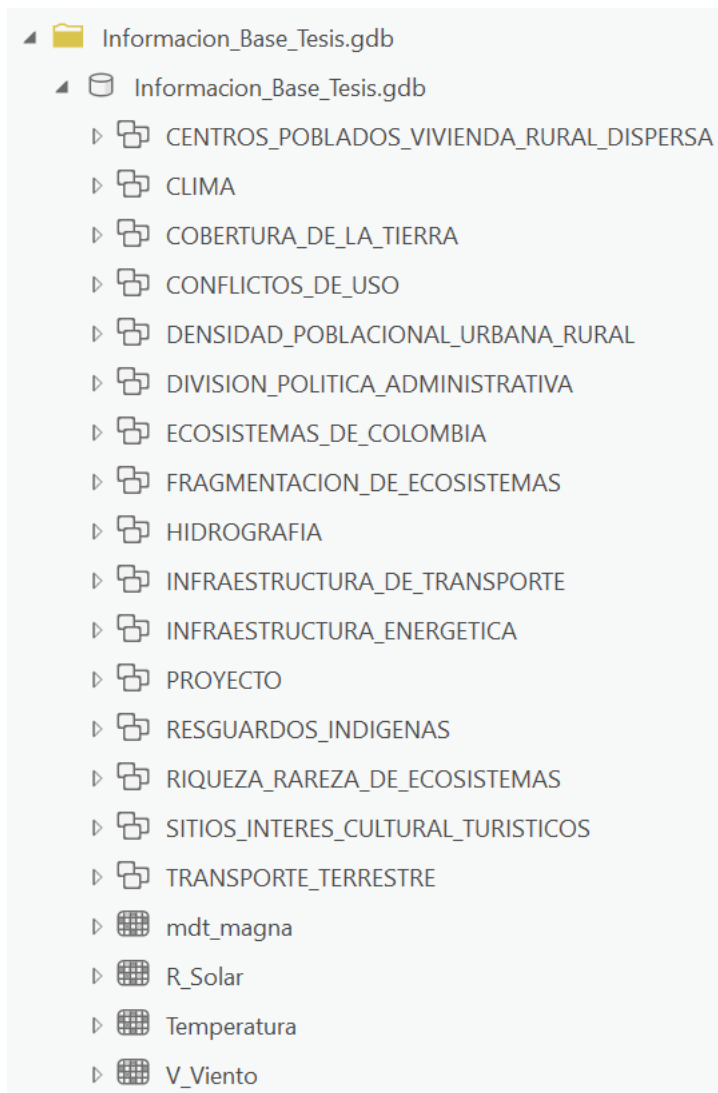 Informacion_Base_Tesis.gdb
Informacion_Base_Tesis.gdb
CENTROS_POBLADOS_VIVIENDA_RURAL_DISPERSA
CLIMA
COBERTURA_DE_LA_TIERRA
CONFLICTOS_DE_USO
DENSIDAD_POBLACIONAL_URBANA_RURAL
DIVISION_POLITICA_ADMINISTRATIVA
ECOSISTEMAS_DE_COLOMBIA
FRAGMENTACION_DE_ECOSISTEMAS
HIDROGRAFIA
INFRAESTRUCTURA_DE_TRANSPORTE
INFRAESTRUCTURA_ENERGETICA
PROYECTO
RESGUARDOS_INDIGENAS
RIQUEZA_RAREZA_DE_ECOSISTEMAS
SITIOS_INTERES_CULTURAL_TURISTICOS
TRANSPORTE_TERRESTRE
mdt_magna
R_Solar
Temperatura
V_Viento